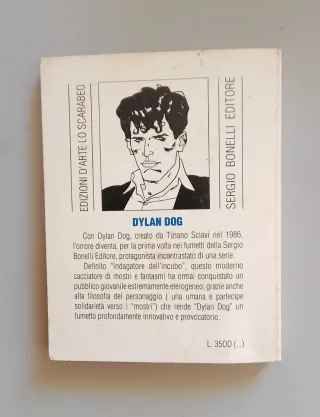 EDIZIONI D'ARTE LO SCARABEO
SERGIO BONELLI EDITORE
DYLAN DOG
Con Dylan Dog, creato da Tiziano Sclavi nel 1986,
l'orrore diventa, per la prima volta nei fumetti della Sergio
Bonelli Editore, protagonista incontrastato di una serie.
Definito "indagatore dell'incubo", questo moderno
cacciatore di mostri e fantasmi ha ormai conquistato un
pubblico giovanile estremamente eterogeneo; grazie anche
alla filosofia del personaggio ( una umana e partecipe
solidarietà verso i "mostri") che rende "Dylan Dog" un
fumetto profondamente innovativo e provocatorio.
L. 3500 (...)